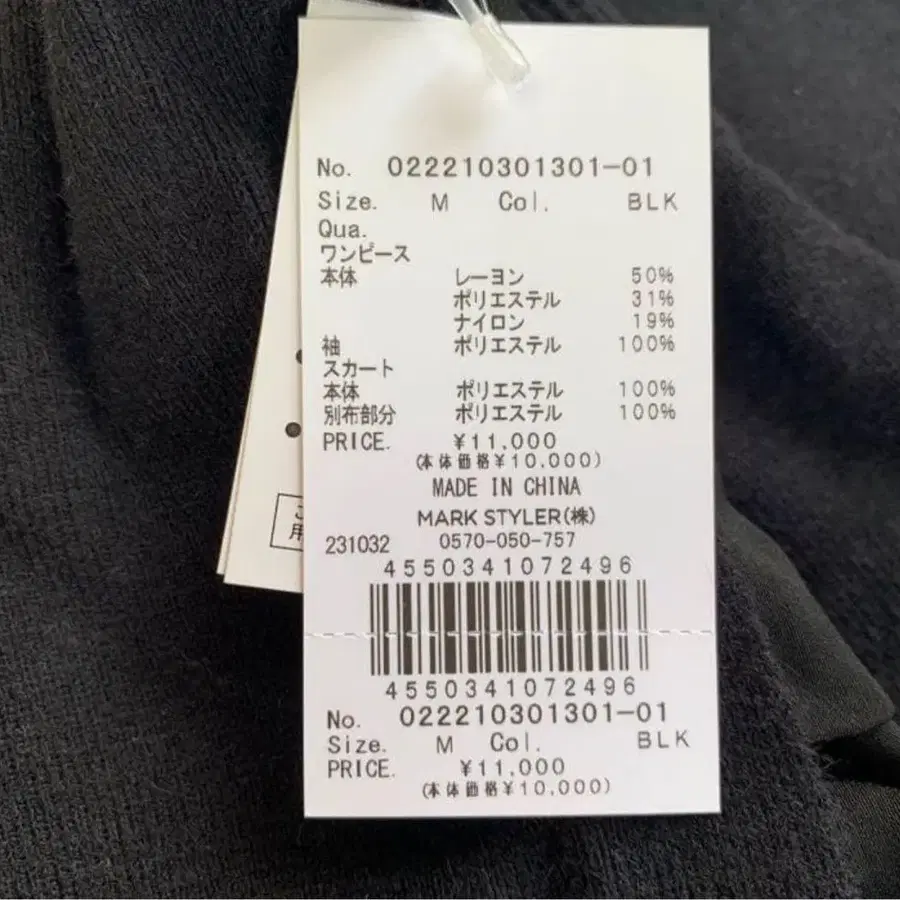 No. 022210301301-01
Size. M Col. BLK
Qua.
ワンピース
本体 レーヨン 50%
ポリエステル 31%
ナイロン 19%
袖 ポリエステル 100%
スカート
本体 ポリエステル 100%
別布部分 ポリエステル 100%
PRICE. ¥11,000
(本体価格¥10,000)
MADE IN CHINA
MARK STYLER(株)
231032 0570-050-757
4550341072496
4550341072496
No. 022210301301-01
Size. M Col. BLK
PRICE. ¥11,000
(本体価格¥10,000)